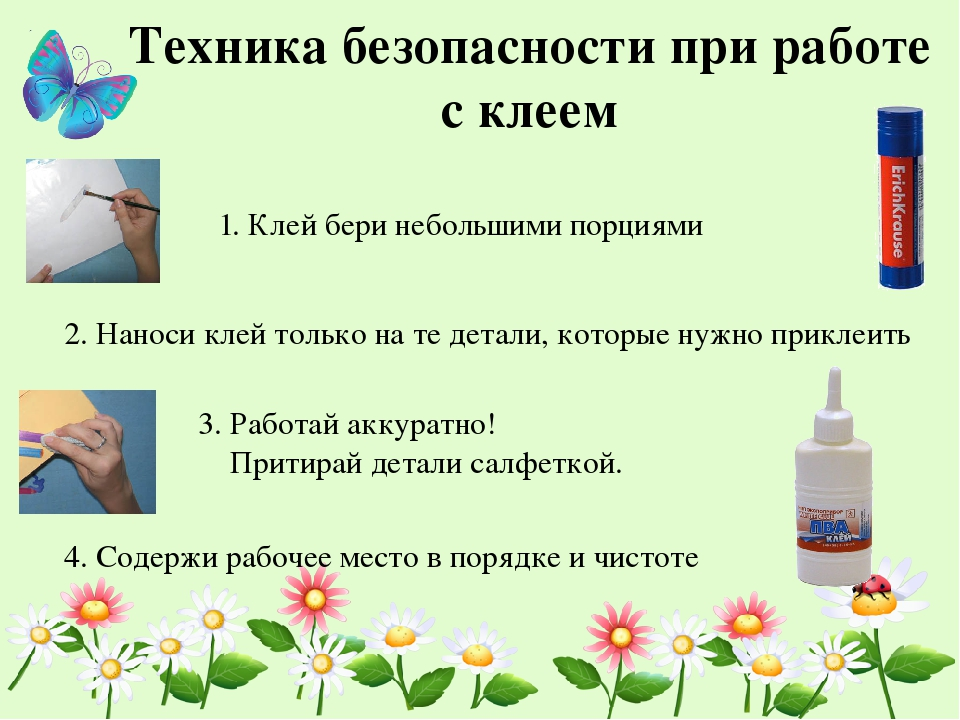 Техника безопасности при работе
с клеем
1. Клей бери небольшими порциями
ErichKrause
2. Наноси клей только на те детали, которые нужно приклеить
3. Работай аккуратно!
Притирай детали салфеткой.
ПВА
КЛЕЙ
4. Содержи рабочее место в порядке и чистоте